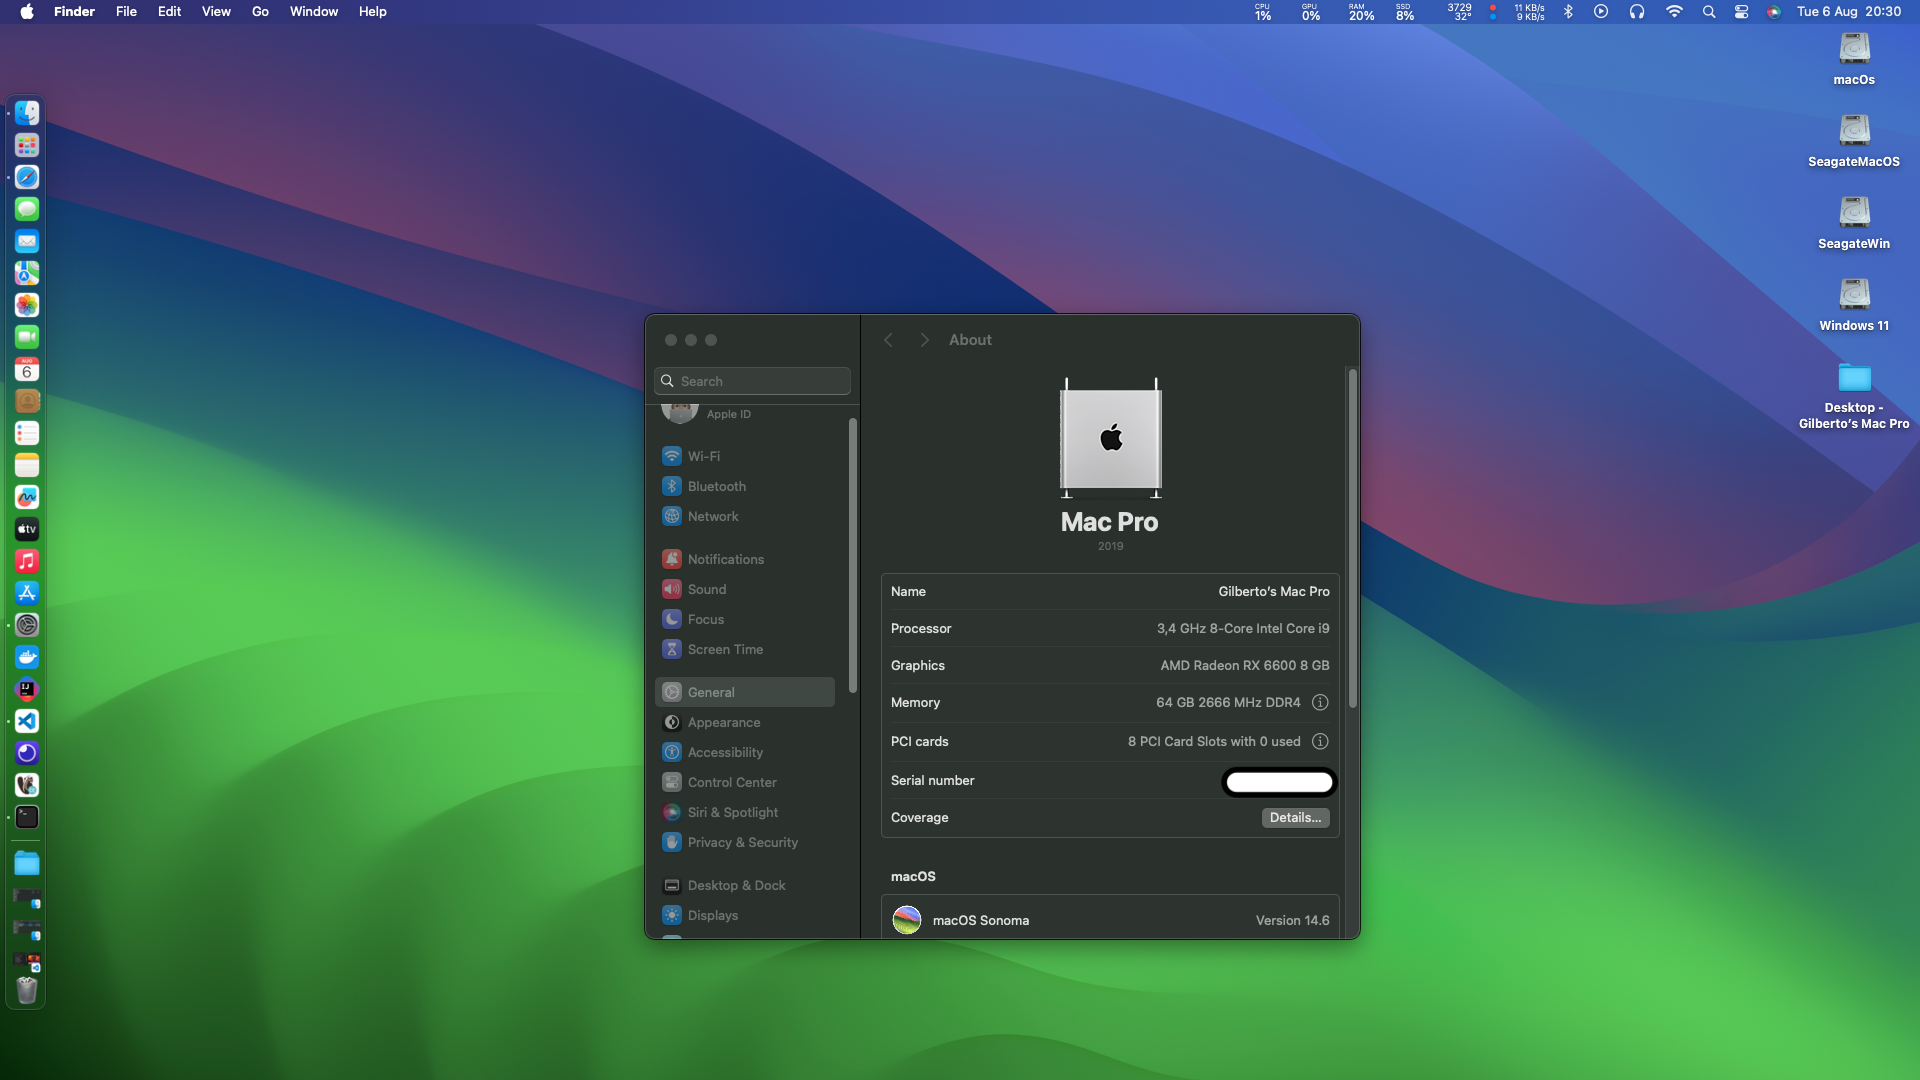 Finder File Edit View Go Window Help
CPU 1% GPU 0% RAM 20% SSD 8% 3729 32° 11 KB/s 9 KB/s Tue 6 Aug 20:30
macOs
SeagateMacOS
SeagateWin
Windows 11
Desktop -
Gilberto's Mac Pro
AUG
6
tv
IJ
About
Search
Apple ID
Wi-Fi
Bluetooth
Network
Notifications
Sound
Focus
Screen Time
General
Appearance
Accessibility
Control Center
Siri & Spotlight
Privacy & Security
Desktop & Dock
Displays
Mac Pro
2019
Name Gilberto's Mac Pro
Processor 3,4 GHz 8-Core Intel Core i9
Graphics AMD Radeon RX 6600 8 GB
Memory 64 GB 2666 MHz DDR4
PCI cards 8 PCI Card Slots with 0 used
Serial number
Coverage Details...
macOS
macOS Sonoma Version 14.6